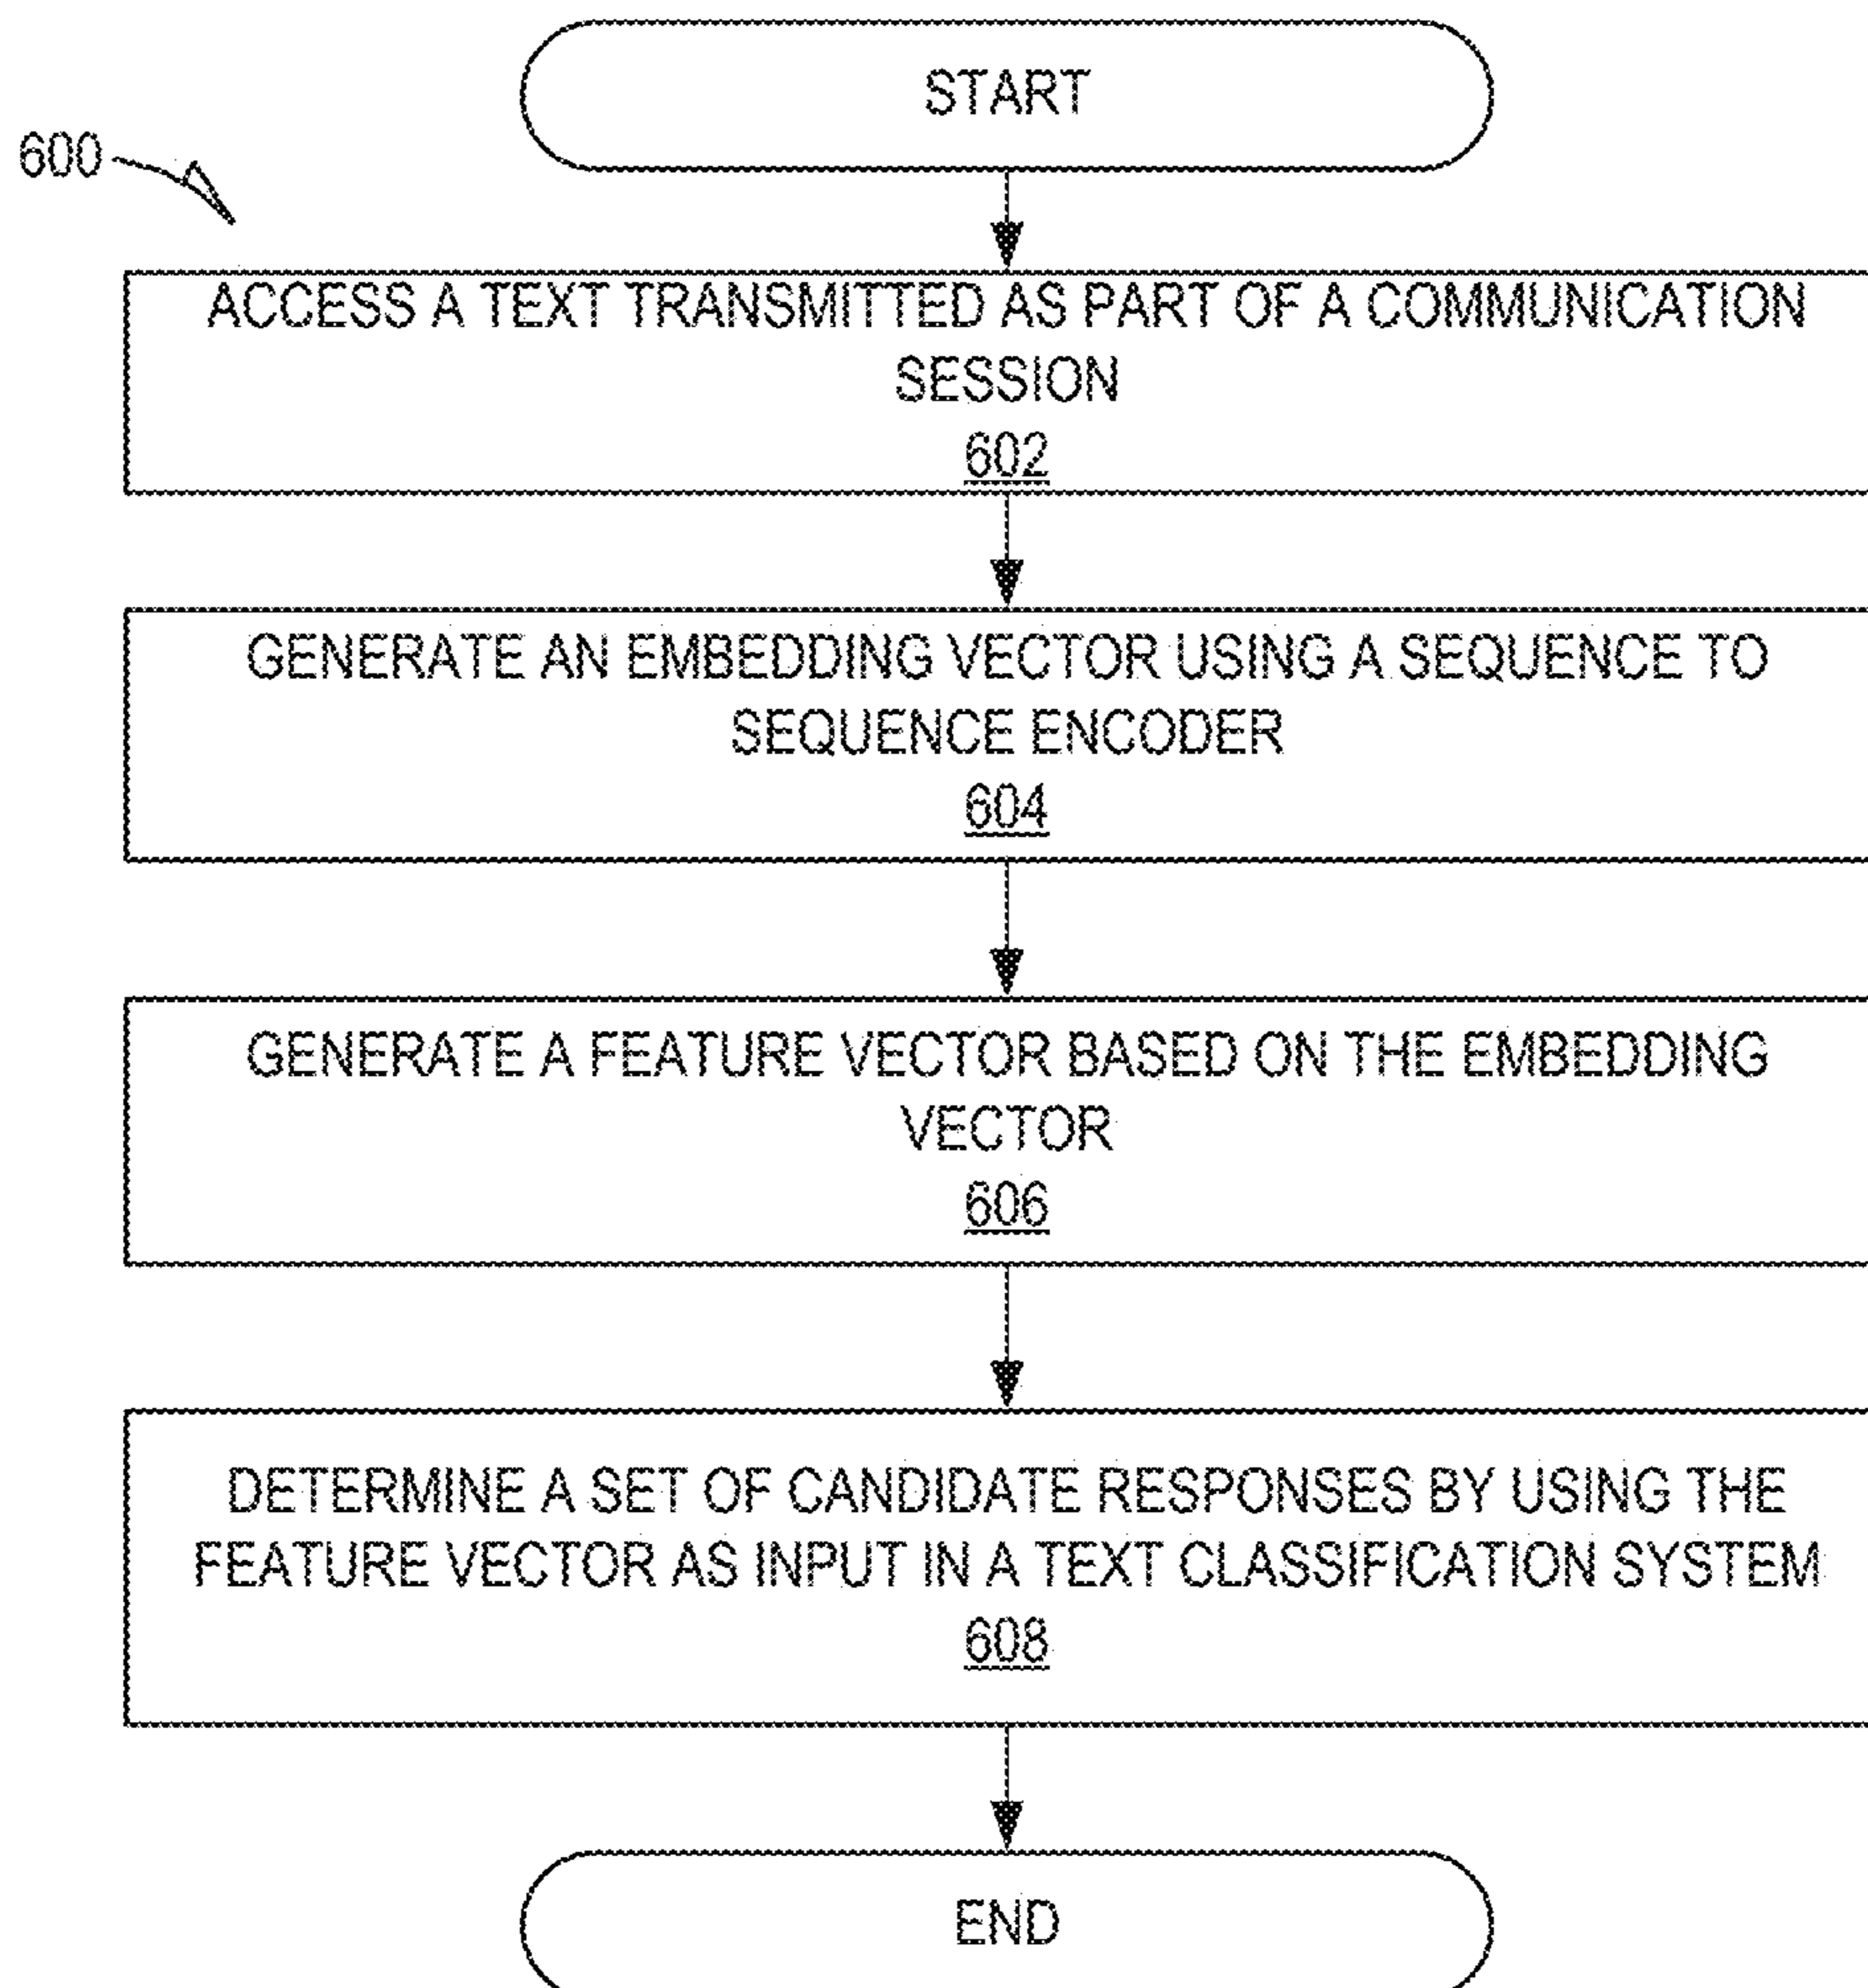 START
600
ACCESS A TEXT TRANSMITTED AS PART OF A COMMUNICATION
SESSION
602
GENERATE AN EMBEDDING VECTOR USING A SEQUENCE TO
SEQUENCE ENCODER
604
GENERATE A FEATURE VECTOR BASED ON THE EMBEDDING
VECTOR
606
DETERMINE A SET OF CANDIDATE RESPONSES BY USING THE
FEATURE VECTOR AS INPUT IN A TEXT CLASSIFICATION SYSTEM
608
END